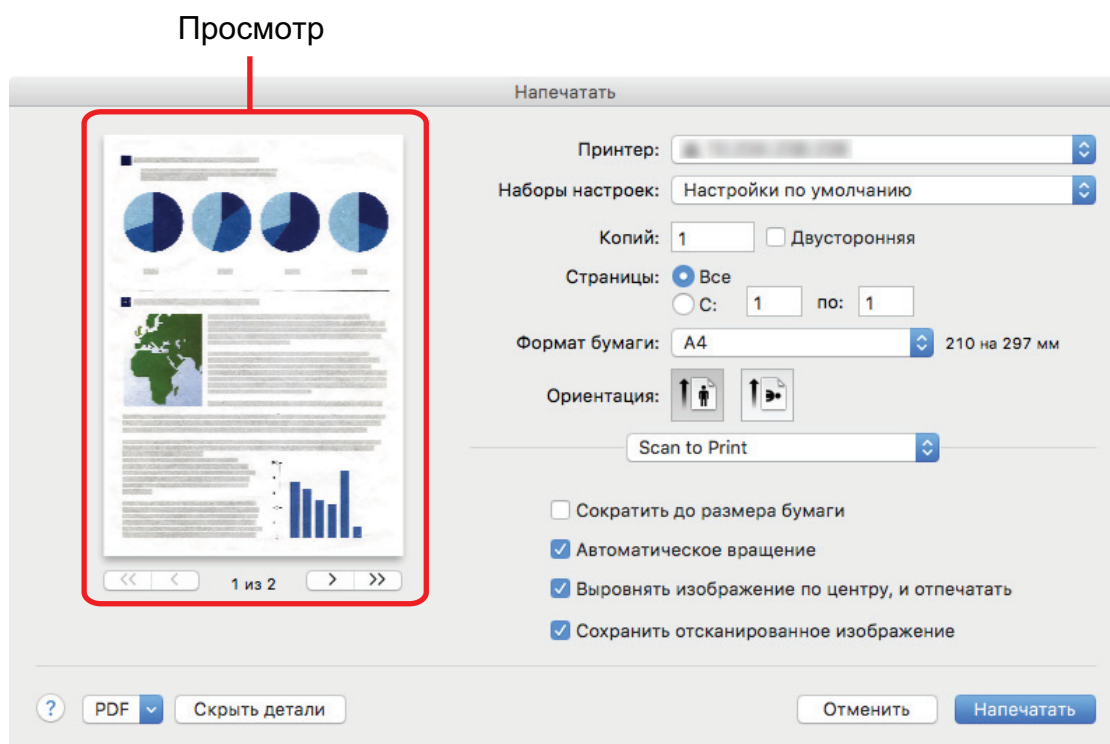 Просмотр
Напечатать
Принтер:
Наборы настроек: Настройки по умолчанию
Копий: 1 Двусторонняя
Страницы: Все
С: 1 по: 1
Формат бумаги: A4 210 на 297 мм
Ориентация:
Scan to Print
Сократить до размера бумаги
Автоматическое вращение
Выровнять изображение по центру, и отпечатать
Сохранить отсканированное изображение
<< < 1 из 2 > >>
? PDF Скрыть детали Отменить Напечатать